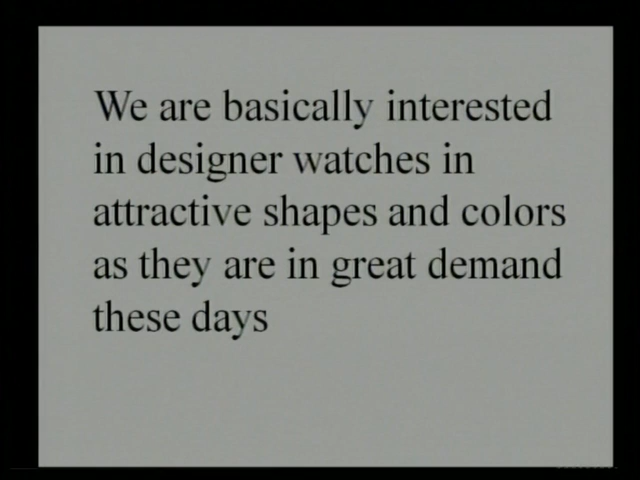 We are basically interested
in designer watches in
attractive shapes and colors
as they are in great demand
these days